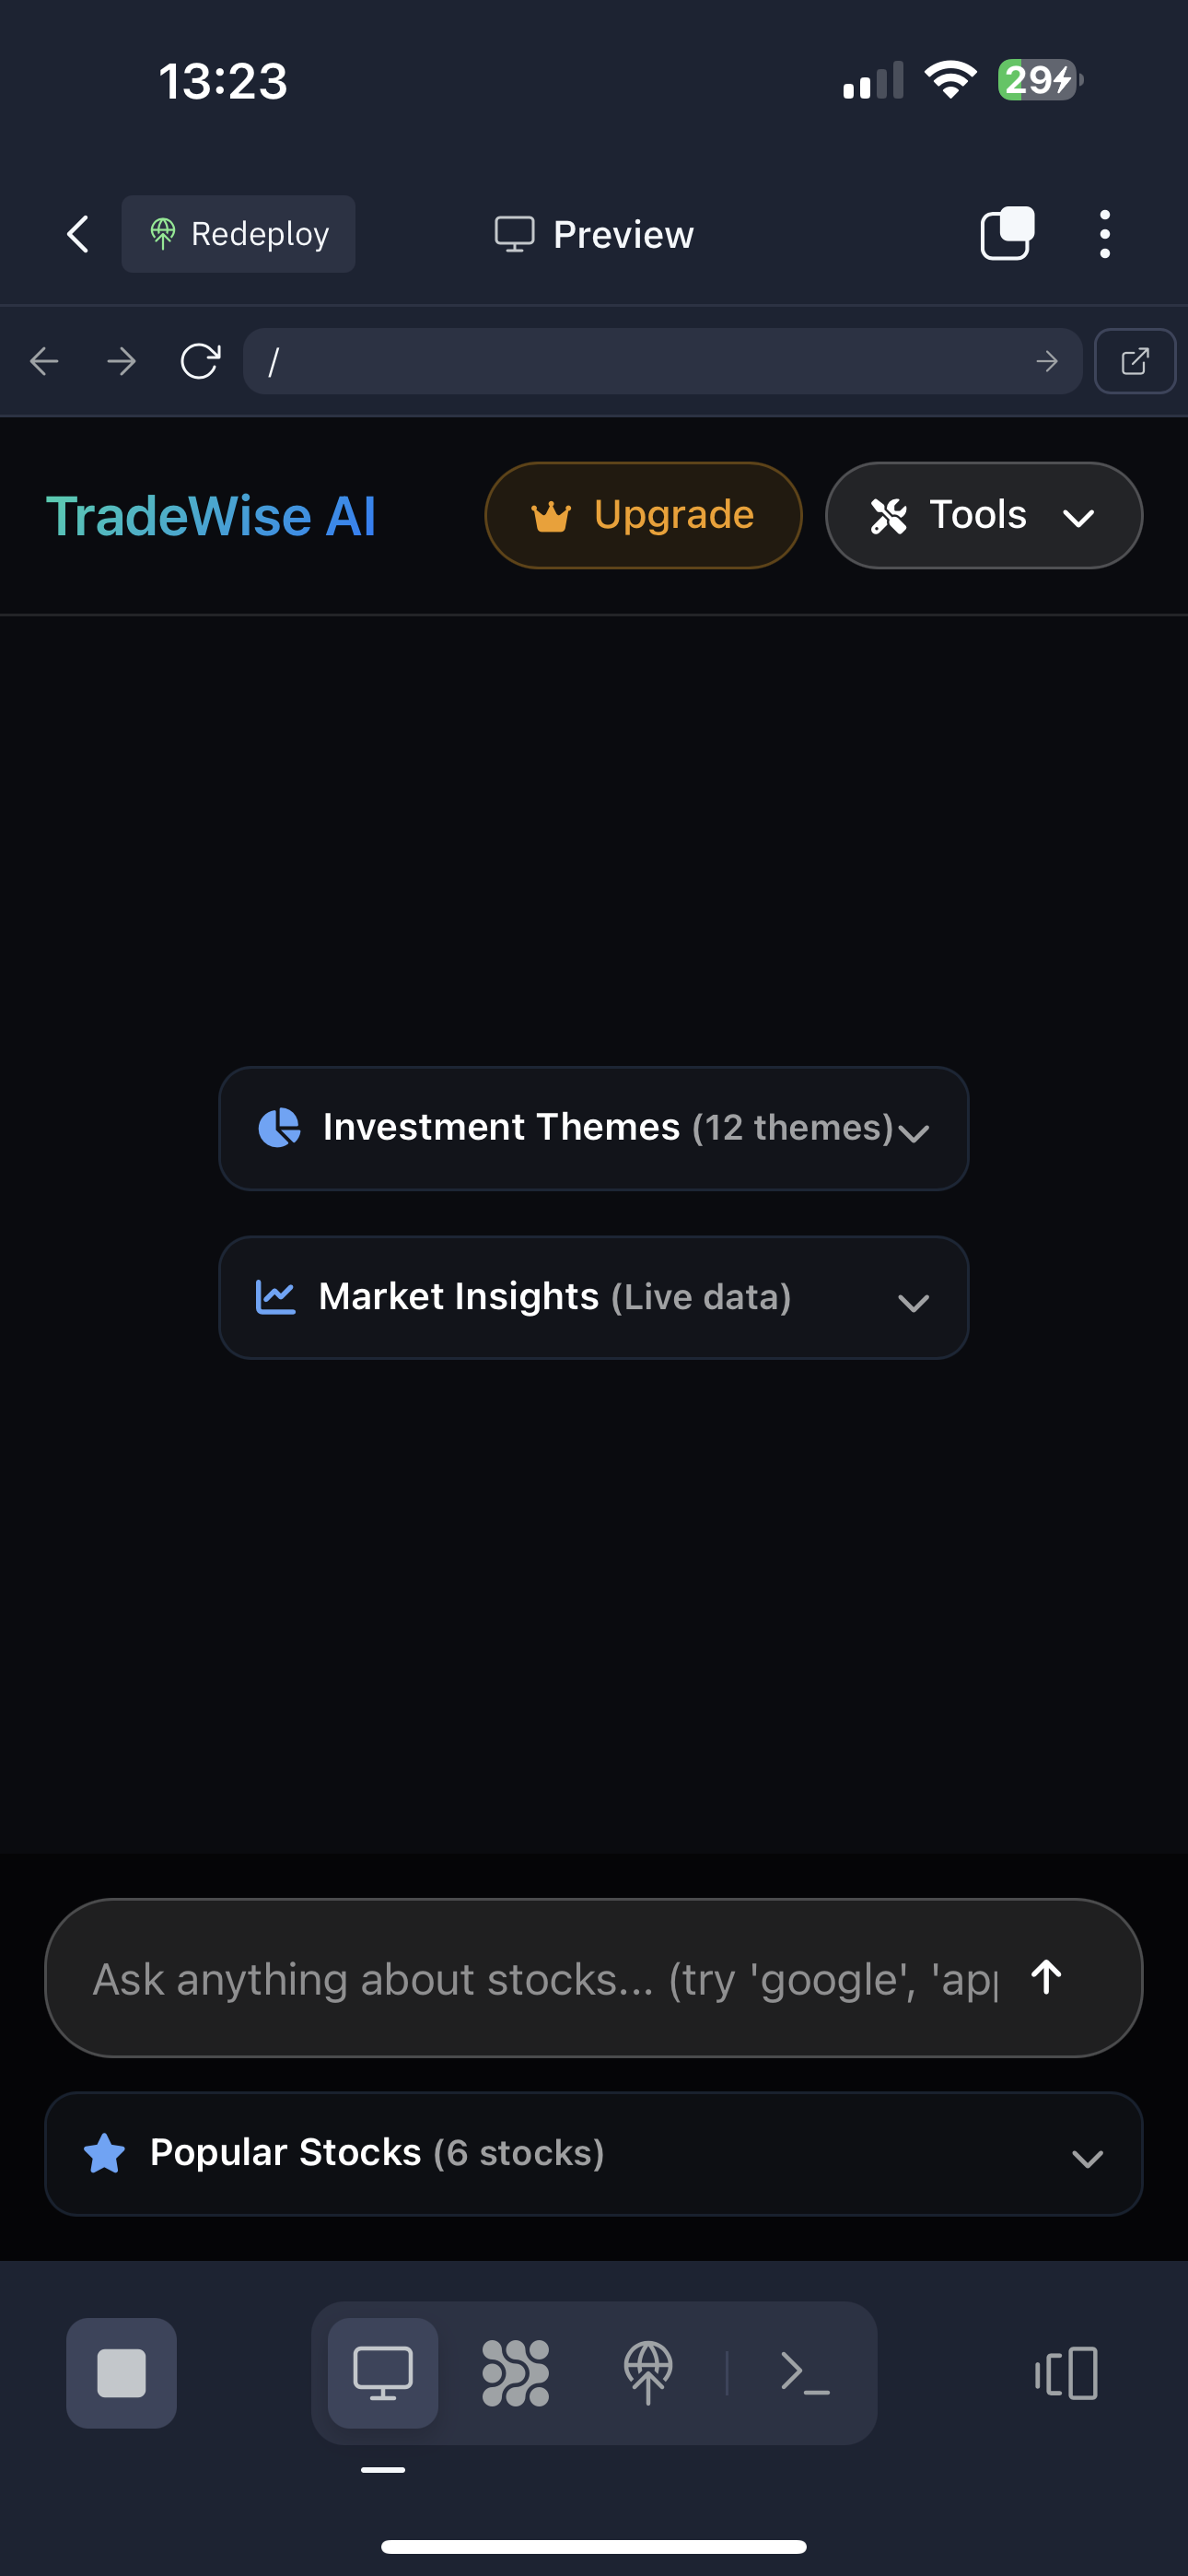 13:23
29
Redeploy
Preview
/
TradeWise AI
Upgrade
Tools
Investment Themes (12 themes)
Market Insights (Live data)
Ask anything about stocks... (try 'google', 'ap
Popular Stocks (6 stocks)